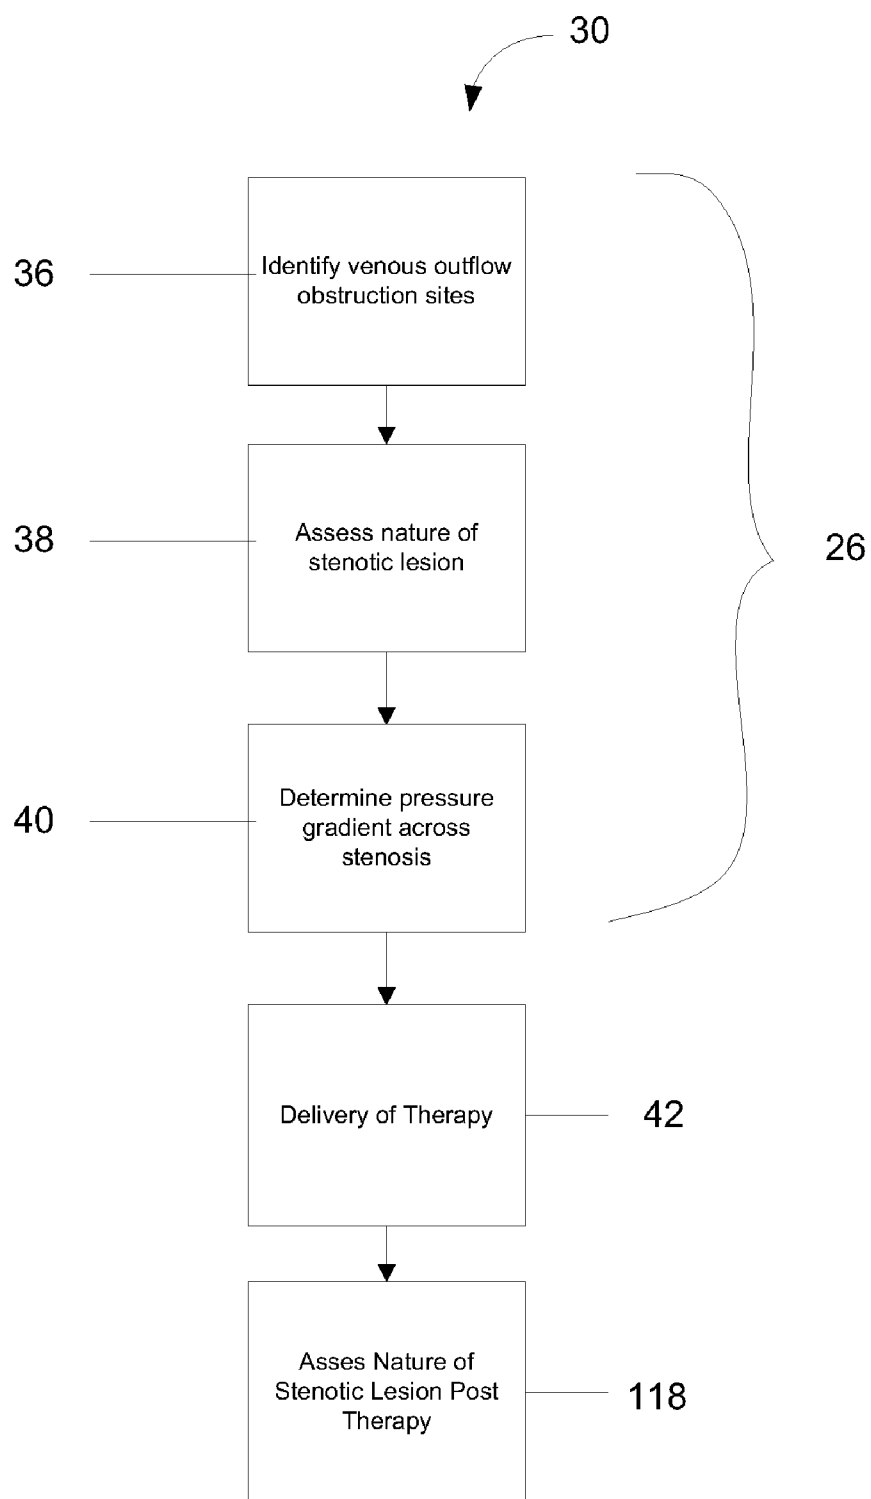 30
36
Identify venous outflow
obstruction sites
38
Assess nature of
stenotic lesion
26
40
Determine pressure
gradient across
stenosis
Delivery of Therapy
42
Asses Nature of
Stenotic Lesion Post
Therapy
118